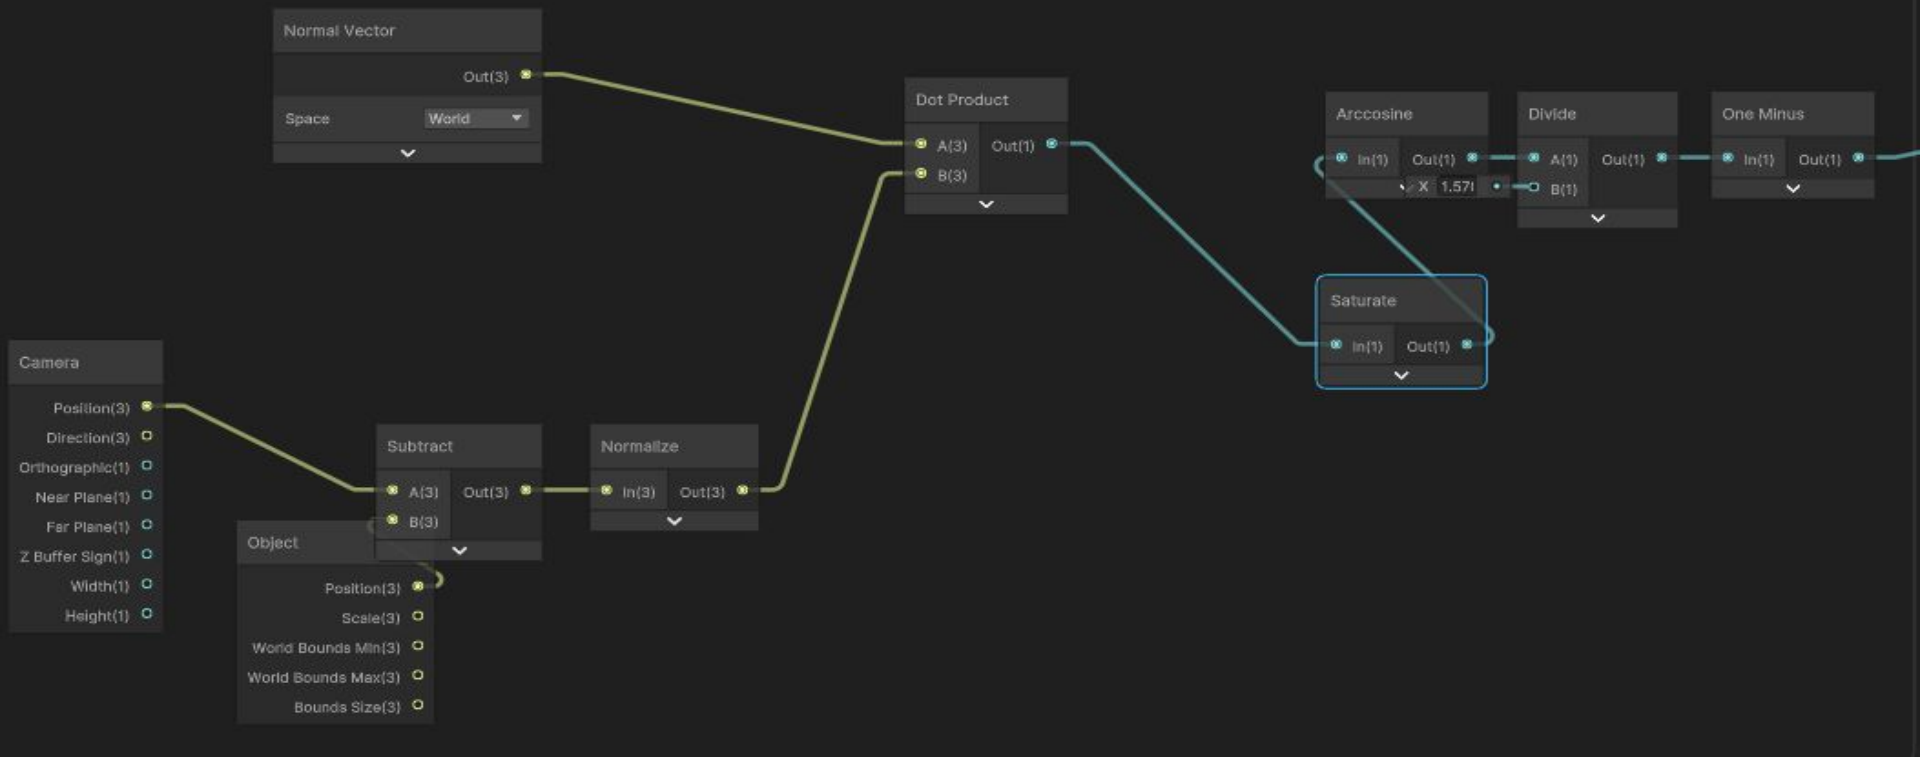 Normal Vector
Out(3)
Space World
Dot Product
A(3) Out(1)
B(3)
Arccosine
In(1) Out(1)
X 1.57
Divide
A(1) Out(1)
B(1)
One Minus
In(1) Out(1)
Saturate
In(1) Out(1)
Camera
Position(3)
Direction(3)
Orthographic(1)
Near Plane(1)
Far Plane(1)
Z Buffer Sign(1)
Width(1)
Height(1)
Subtract
A(3) Out(3)
B(3)
Normalize
In(3) Out(3)
Object
Position(3)
Scale(3)
World Bounds Min(3)
World Bounds Max(3)
Bounds Size(3)